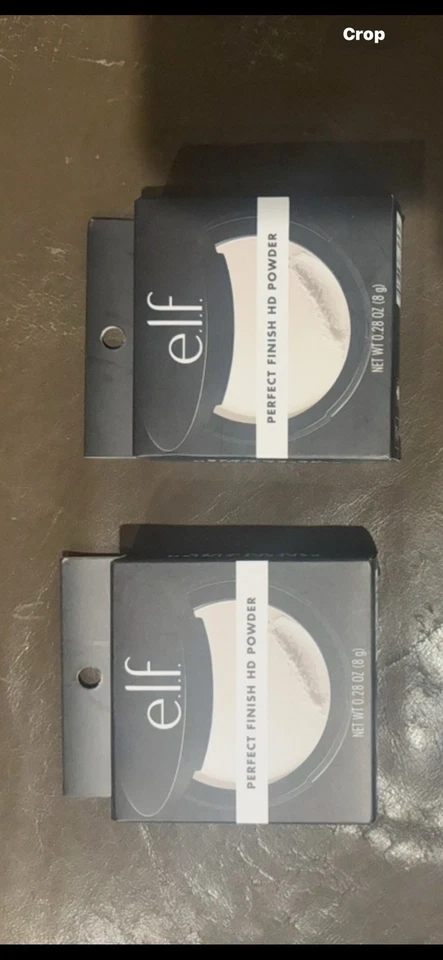 Crop
e.l.f.
PERFECT FINISH HD POWDER
NET WT 0.28 OZ (8 g)
e.l.f.
PERFECT FINISH HD POWDER
NET WT 0.28 OZ (8 g)